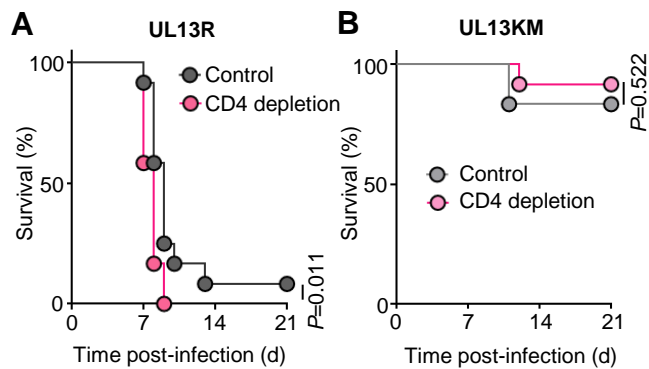 A
UL13R
Survival (%)
100
50
0
0 7 14 21
Time post-infection (d)
Control
CD4 depletion
P=0.011
B
UL13KM
Survival (%)
100
50
0
0 7 14 21
Time post-infection (d)
Control
CD4 depletion
P=0.522